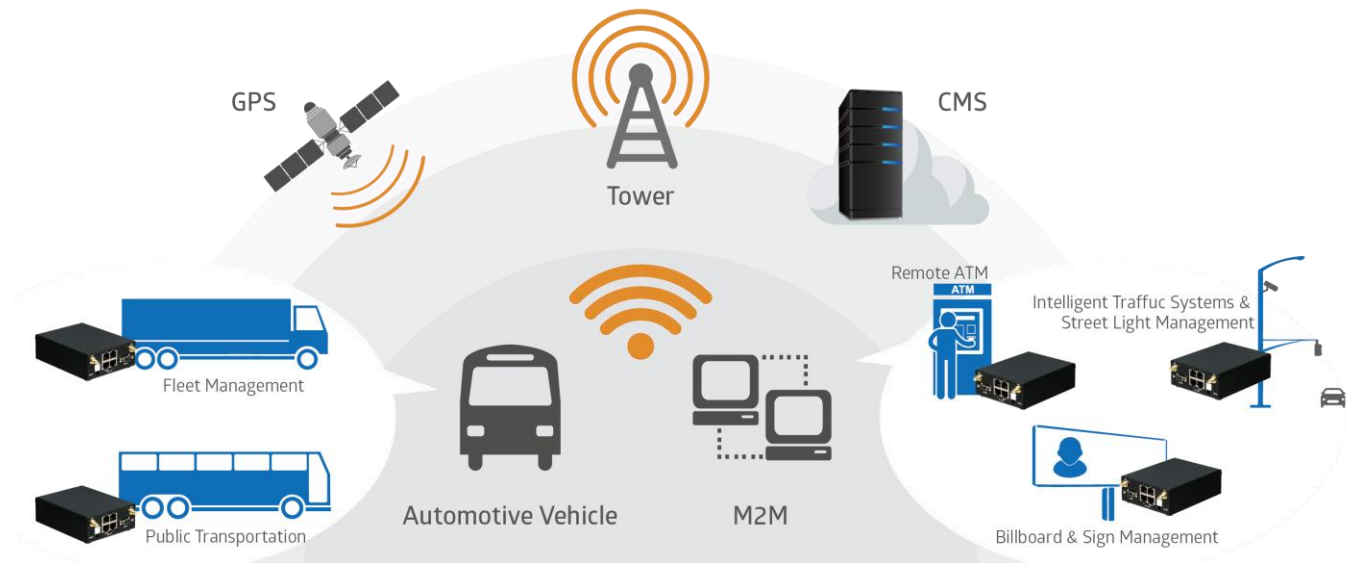 GPS
Tower
CMS
Remote ATM
ATM
Intelligent Traffuc Systems &
Street Light Management
Fleet Management
Public Transportation
Automotive Vehicle
M2M
Billboard & Sign Management